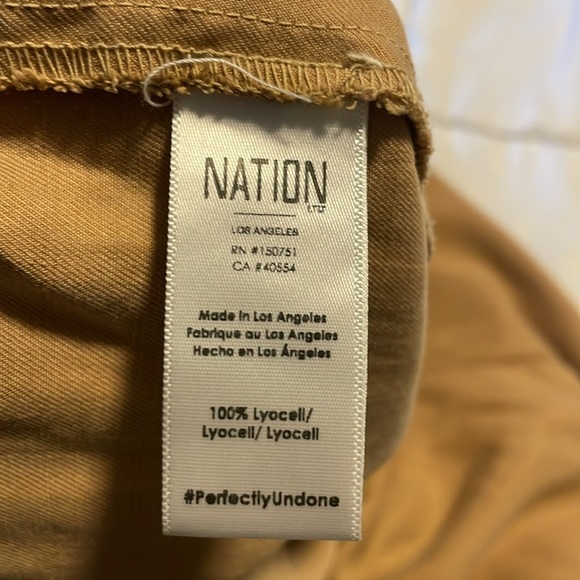 NATION
LTD
LOS ANGELES
RN #150751
CA #40554
Made in Los Angeles
Fabrique au Los Angeles
Hecho en Los Ángeles
100% Lyocell/
Lyocell/ Lyocell
#PerfectlyUndone